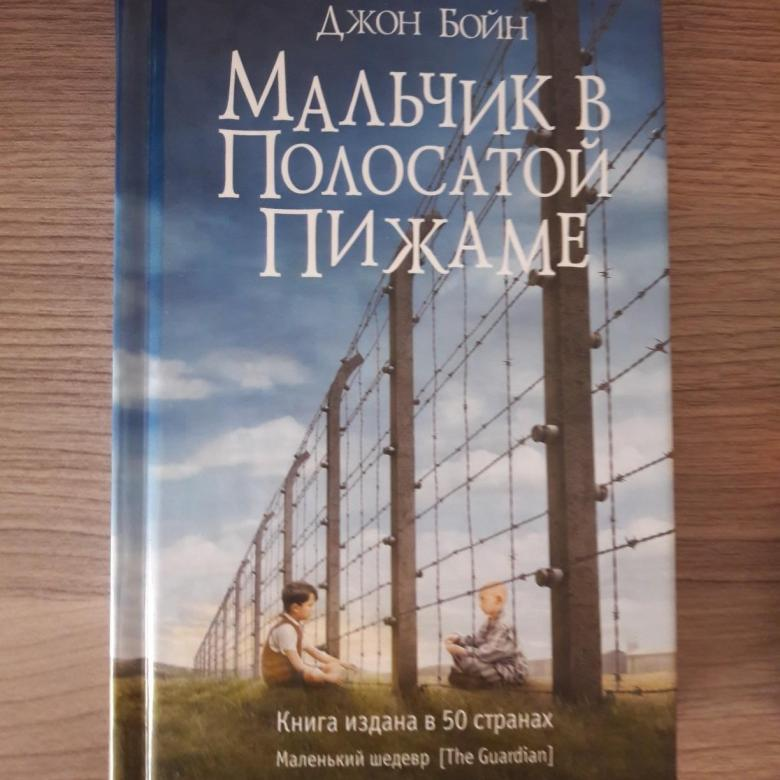 Джон Бойн
Мальчик в
Полосатой
Пижаме
Книга издана в 50 странах
Маленький шедевр [The Guardian]